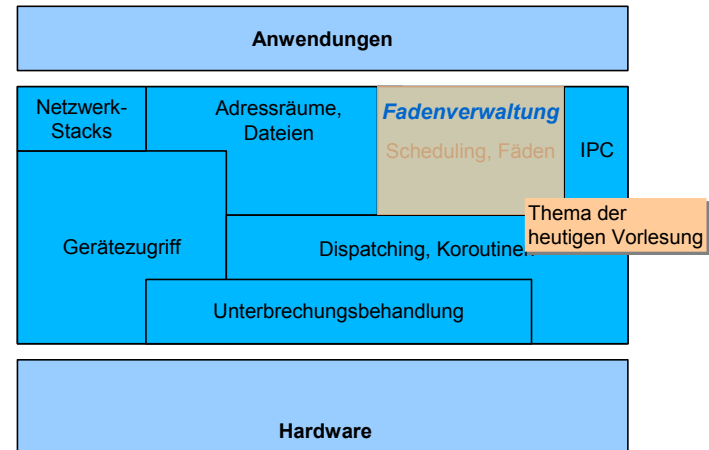 Anwendungen
Netzwerk-
Stacks
Adressräume,
Dateien
Fadenverwaltung
Scheduling, Fäden
IPC
Thema der
heutigen Vorlesung
Gerätezugriff
Dispatching, Koroutinen
Unterbrechungsbehandlung
Hardware